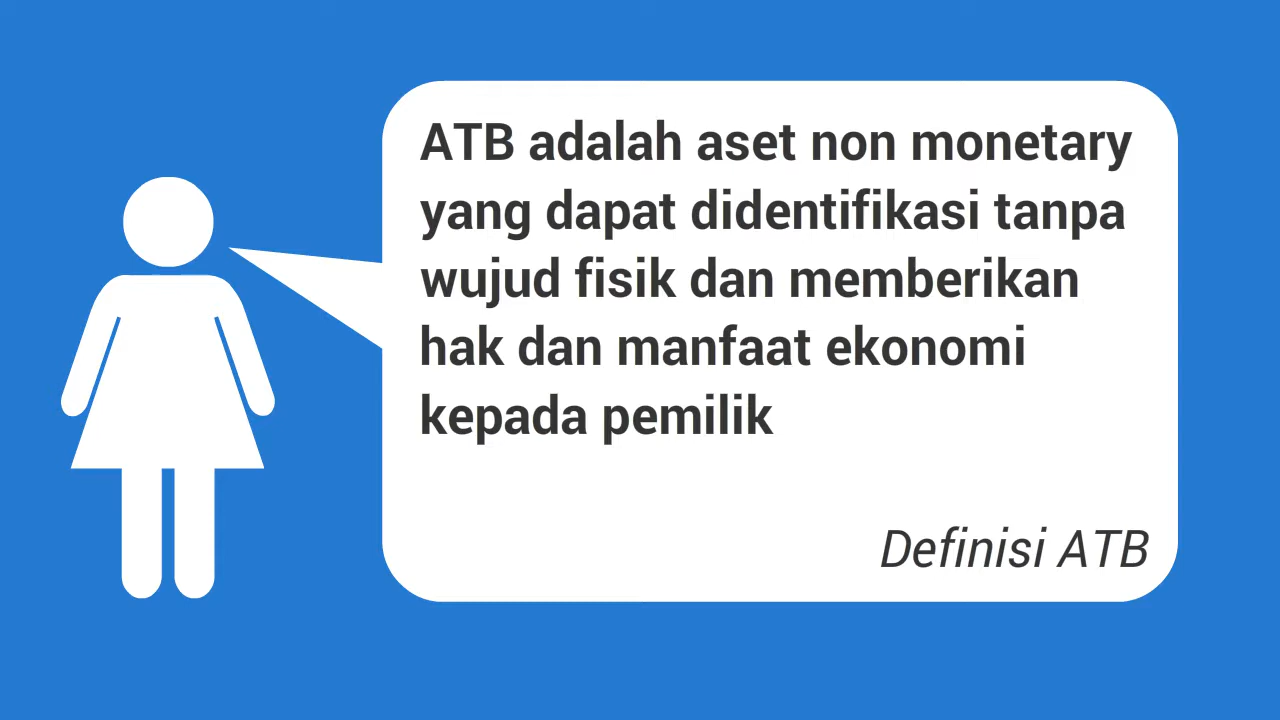 ATB adalah aset non monetary
yang dapat didentifikasi tanpa
wujud fisik dan memberikan
hak dan manfaat ekonomi
kepada pemilik
Definisi ATB